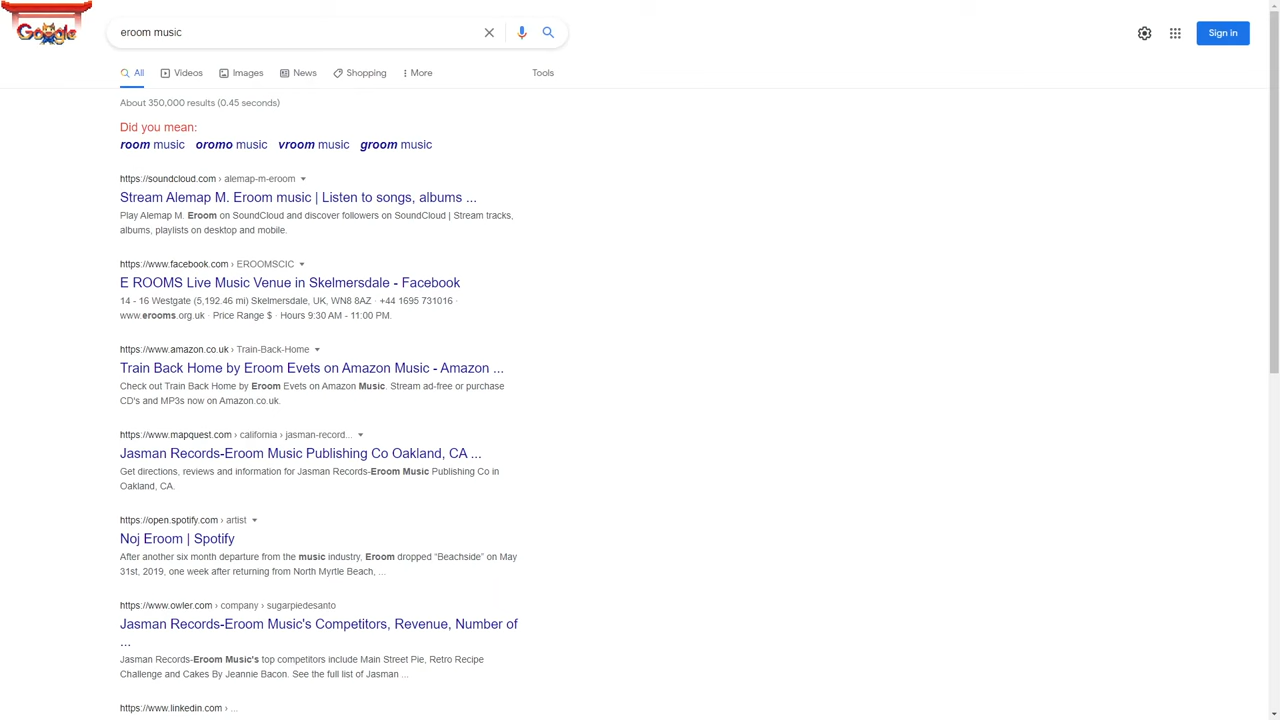 Google
eroom music
Sign in
All Videos Images News Shopping More Tools
About 350,000 results (0.45 seconds)
Did you mean:
room music oromo music vroom music groom music
https://soundcloud.com › alemap-m-eroom
Stream Alemap M. Eroom music | Listen to songs, albums ...
Play Alemap M. Eroom on SoundCloud and discover followers on SoundCloud | Stream tracks,
albums, playlists on desktop and mobile.
https://www.facebook.com › EROOMSCIC
E ROOMS Live Music Venue in Skelmersdale - Facebook
14 - 16 Westgate (5,192.46 mi) Skelmersdale, UK, WN8 8AZ · +44 1695 731016 ·
www.erooms.org.uk · Price Range $ · Hours 9:30 AM - 11:00 PM.
https://www.amazon.co.uk › Train-Back-Home
Train Back Home by Eroom Evets on Amazon Music - Amazon ...
Check out Train Back Home by Eroom Evets on Amazon Music. Stream ad-free or purchase
CD's and MP3s now on Amazon.co.uk.
https://www.mapquest.com › california › jasman-record...
Jasman Records-Eroom Music Publishing Co Oakland, CA ...
Get directions, reviews and information for Jasman Records-Eroom Music Publishing Co in
Oakland, CA.
https://open.spotify.com › artist
Noj Eroom | Spotify
After another six month departure from the music industry, Eroom dropped “Beachside” on May
31st, 2019, one week after returning from North Myrtle Beach, ...
https://www.owler.com › company › sugarpiedesanto
Jasman Records-Eroom Music's Competitors, Revenue, Number of
...
Jasman Records-Eroom Music's top competitors include Main Street Pie, Retro Recipe
Challenge and Cakes By Jeannie Bacon. See the full list of Jasman ...
https://www.linkedin.com › ...